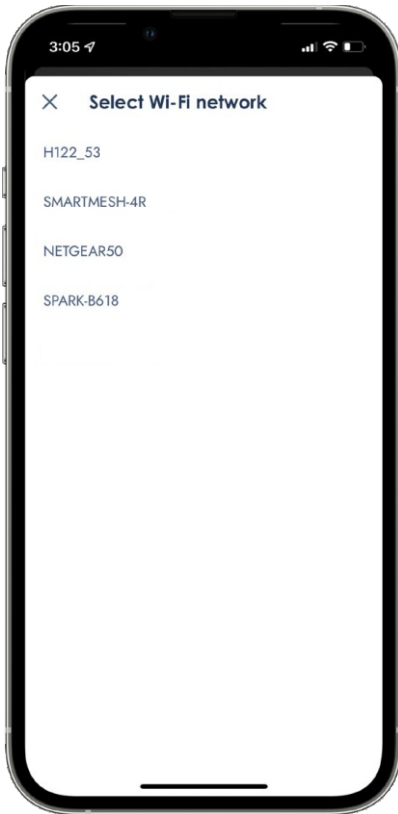 3:05
Select Wi-Fi network
H122_53
SMARTMESH-4R
NETGEAR50
SPARK-B618